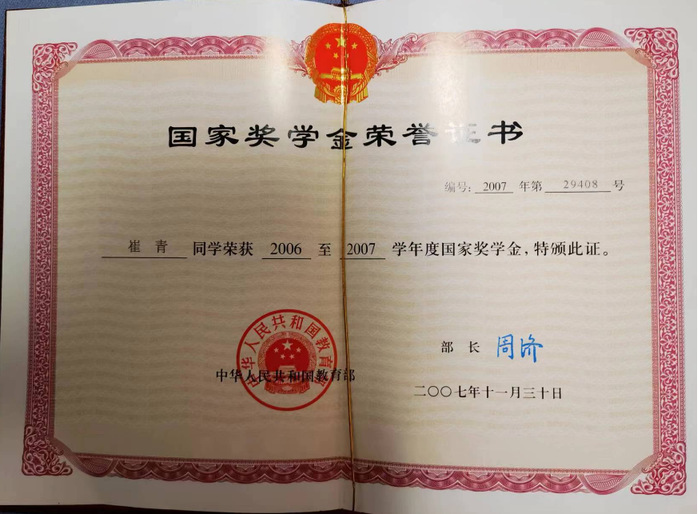 国家奖学金荣誉证书
编号: 2007 年第 29408 号
崔青 同学荣获 2006 至 2007 学年度国家奖学金,特颁此证。
中华人民共和国教育部
部长 周济
中华人民共和国教育部
二〇〇七年十一月三十日